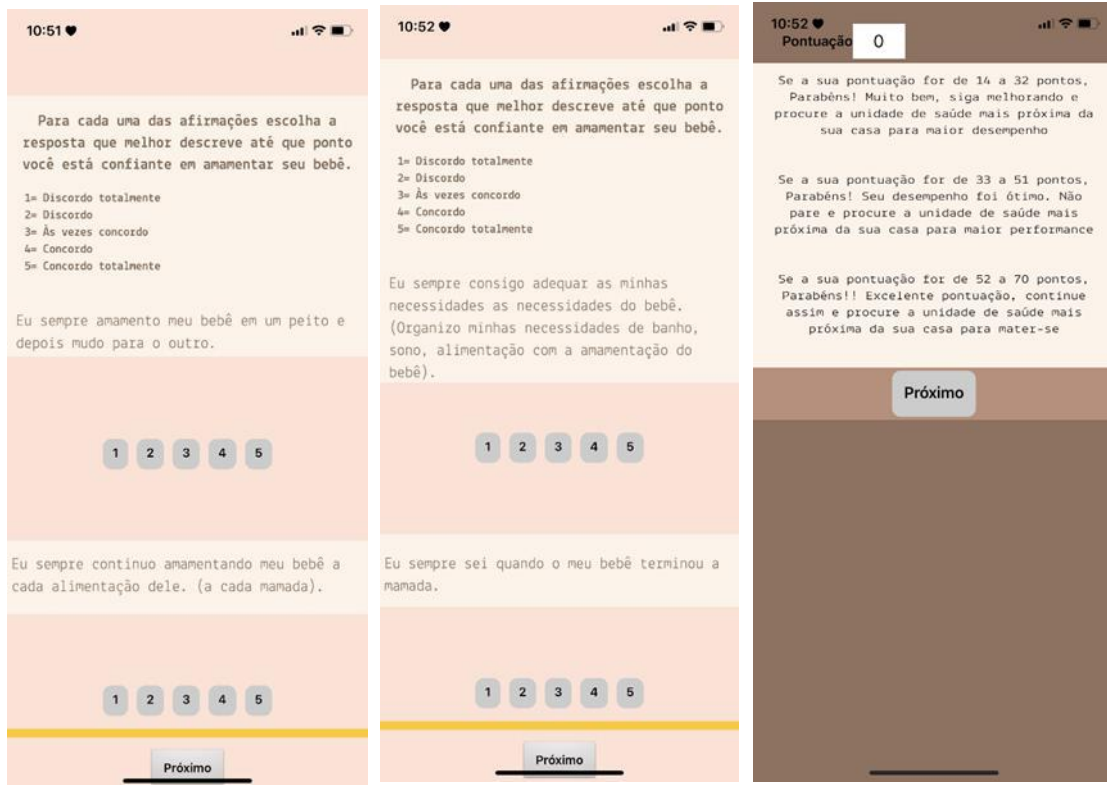 10:51
Para cada uma das afirmações escolha a
resposta que melhor descreve até que ponto
você está confiante em amamentar seu bebê.
1= Discordo totalmente
2= Discordo
3= Às vezes concordo
4= Concordo
5= Concordo totalmente
Eu sempre amamento meu bebê em um peito e
depois mudo para o outro.
1 2 3 4 5
Eu sempre continuo amamentando meu bebê a
cada alimentação dele. (a cada mamada).
1 2 3 4 5
Próximo
10:52
Para cada uma das afirmações escolha a
resposta que melhor descreve até que ponto
você está confiante em amamentar seu bebê.
1= Discordo totalmente
2= Discordo
3= Às vezes concordo
4= Concordo
5= Concordo totalmente
Eu sempre consigo adequar as minhas
necessidades as necessidades do bebê.
(Organizo minhas necessidades de banho,
sono, alimentação com a amamentação do
bebê).
1 2 3 4 5
Eu sempre sei quando o meu bebê terminou a
mamada.
1 2 3 4 5
Próximo
10:52
Pontuação 0
Se a sua pontuação for de 14 a 32 pontos,
Parabéns! Muito bem, siga melhorando e
procure a unidade de saúde mais próxima da
sua casa para maior desempenho
Se a sua pontuação for de 33 a 51 pontos,
Parabéns! Seu desempenho foi ótimo. Não
pare e procure a unidade de saúde mais
próxima da sua casa para maior performance
Se a sua pontuação for de 52 a 70 pontos,
Parabéns!! Excelente pontuação, continue
assim e procure a unidade de saúde mais
próxima da sua casa para mater-se
Próximo